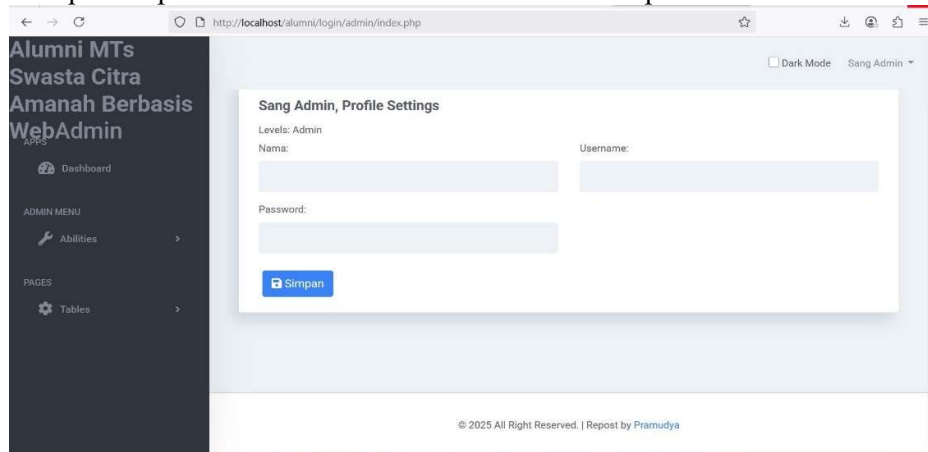 http://localhost/alumni/login/admin/index.php
Alumni MTs
Swasta Citra
Amanah Berbasis
WebAdmin
APPS
Dashboard
ADMIN MENU
Abilities
PAGES
Tables
Dark Mode
Sang Admin
Sang Admin, Profile Settings
Levels: Admin
Nama:
Username:
Password:
Simpan
© 2025 All Right Reserved. | Repost by Pramudya